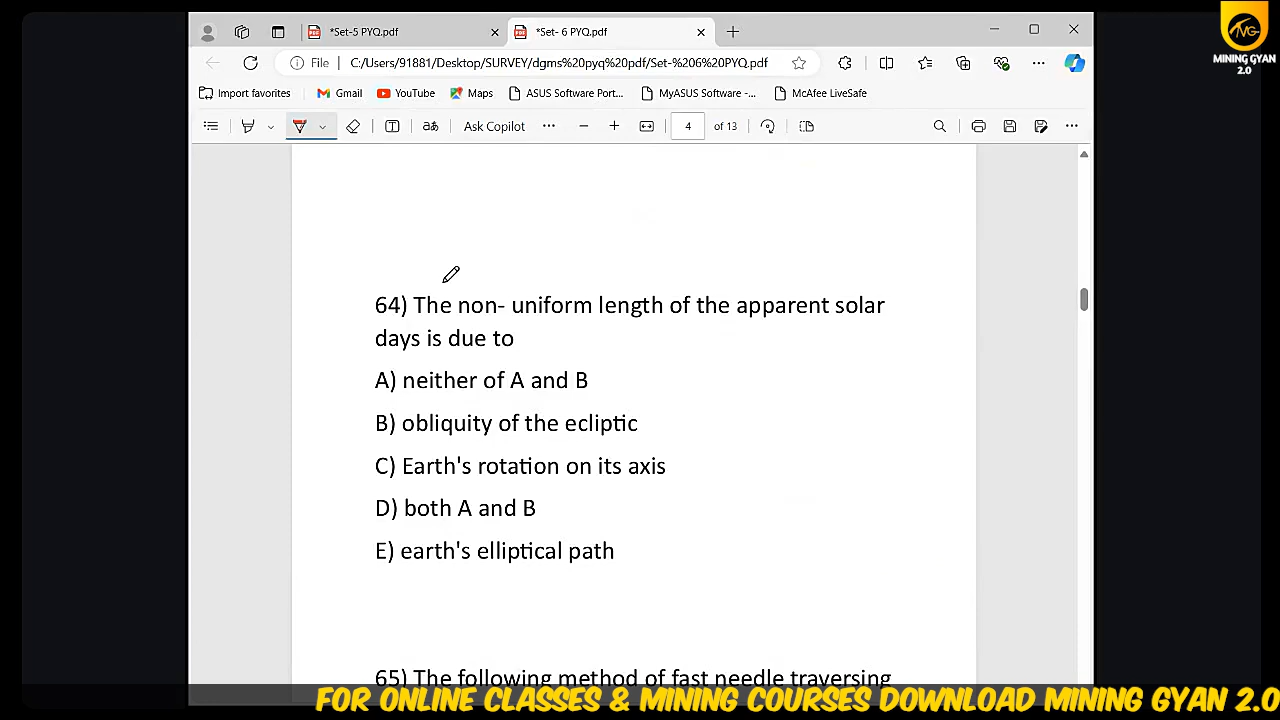 *Set-5 PYQ.pdf
*Set- 6 PYQ.pdf
MINING GYAN
2.0
File
C:/Users/91881/Desktop/SURVEY/dgms%20pyq%20pdf/Set-%206%20PYQ.pdf
Import favorites
Gmail
YouTube
Maps
ASUS Software Port...
MyASUS Software -...
McAfee LiveSafe
Ask Copilot
4 of 13
64) The non- uniform length of the apparent solar
days is due to
A) neither of A and B
B) obliquity of the ecliptic
C) Earth's rotation on its axis
D) both A and B
E) earth's elliptical path
65) The following method of fast needle traversing
FOR ONLINE CLASSES & MINING COURSES DOWNLOAD MINING GYAN 2.0